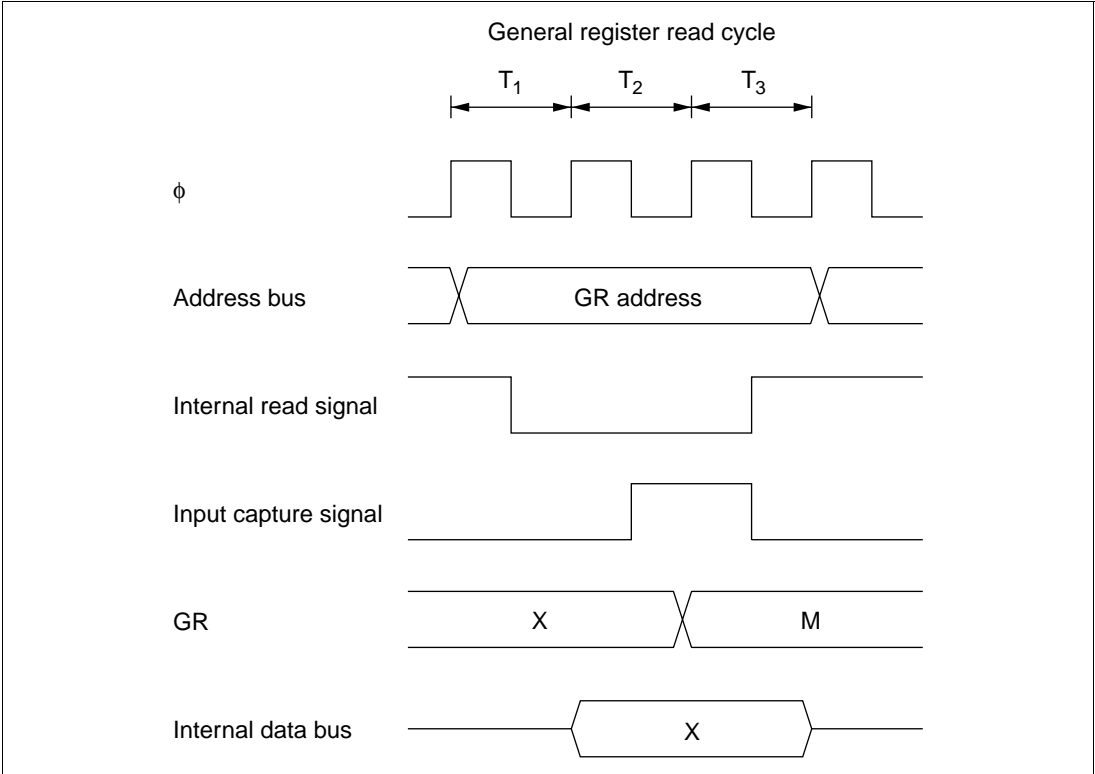 General register read cycle
T1 T2 T3
ϕ
Address bus GR address
Internal read signal
Input capture signal
GR X M
Internal data bus X